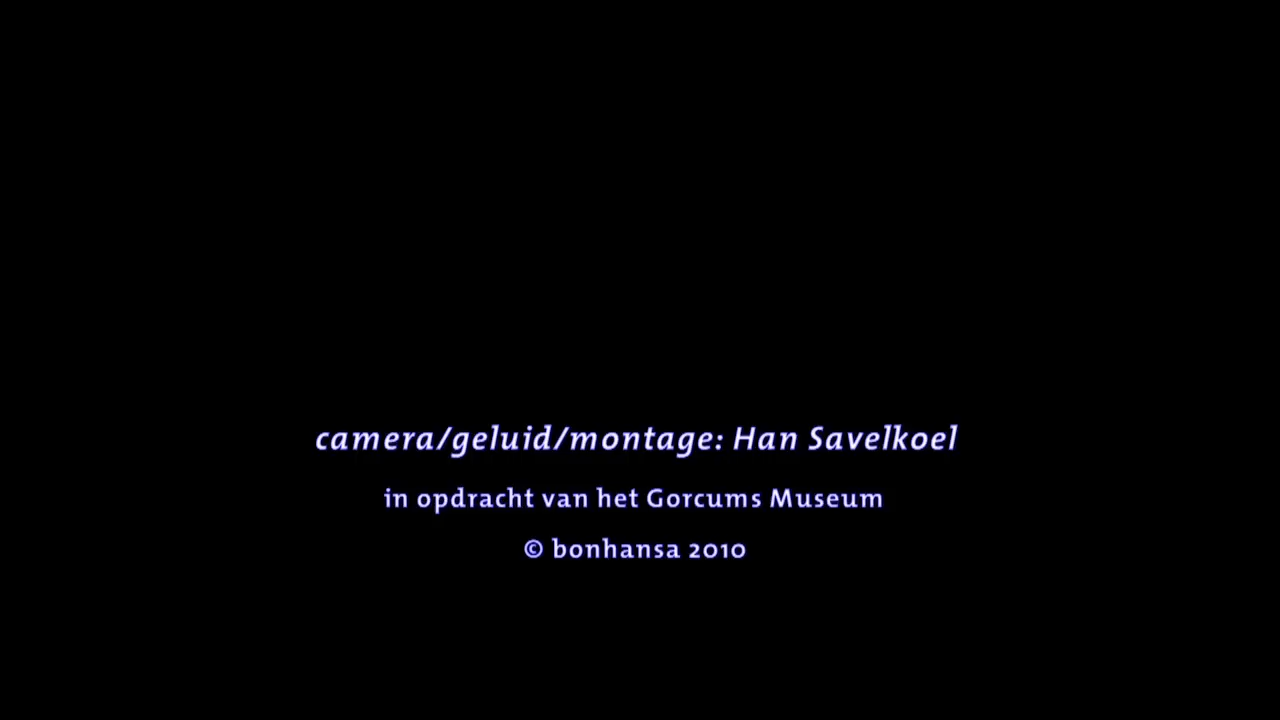 camera/geluid/montage: Han Savelkoel
in opdracht van het Gorcums Museum
© bonhansa 2010